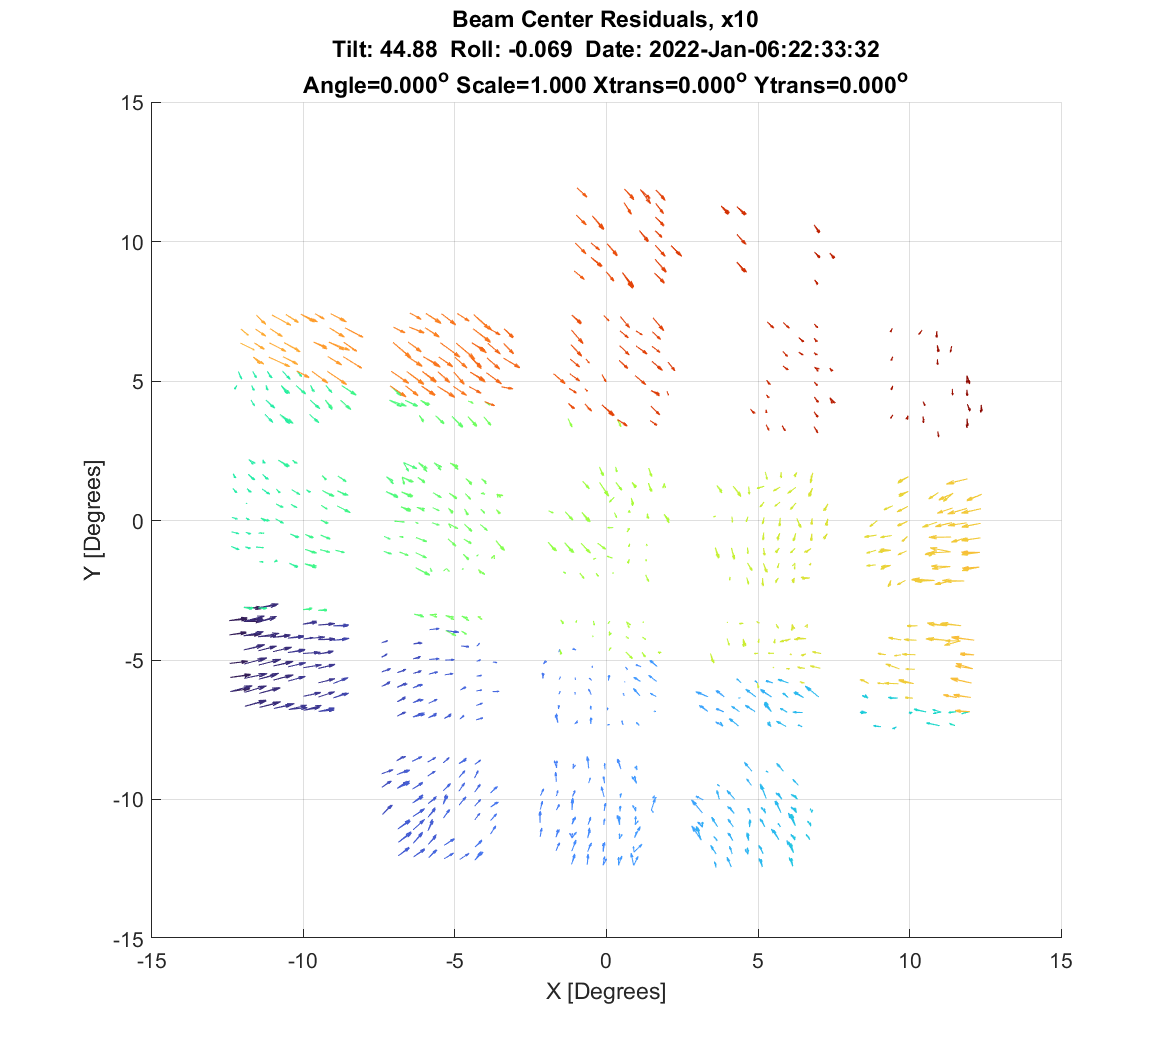 Beam Center Residuals, x10
Tilt: 44.88 Roll: -0.069 Date: 2022-Jan-06:22:33:32
Angle=0.000° Scale=1.000 Xtrans=0.000° Ytrans=0.000°
15
10
5
0
-5
-10
-15
Y [Degrees]
-15 -10 -5 0 5 10 15
X [Degrees]